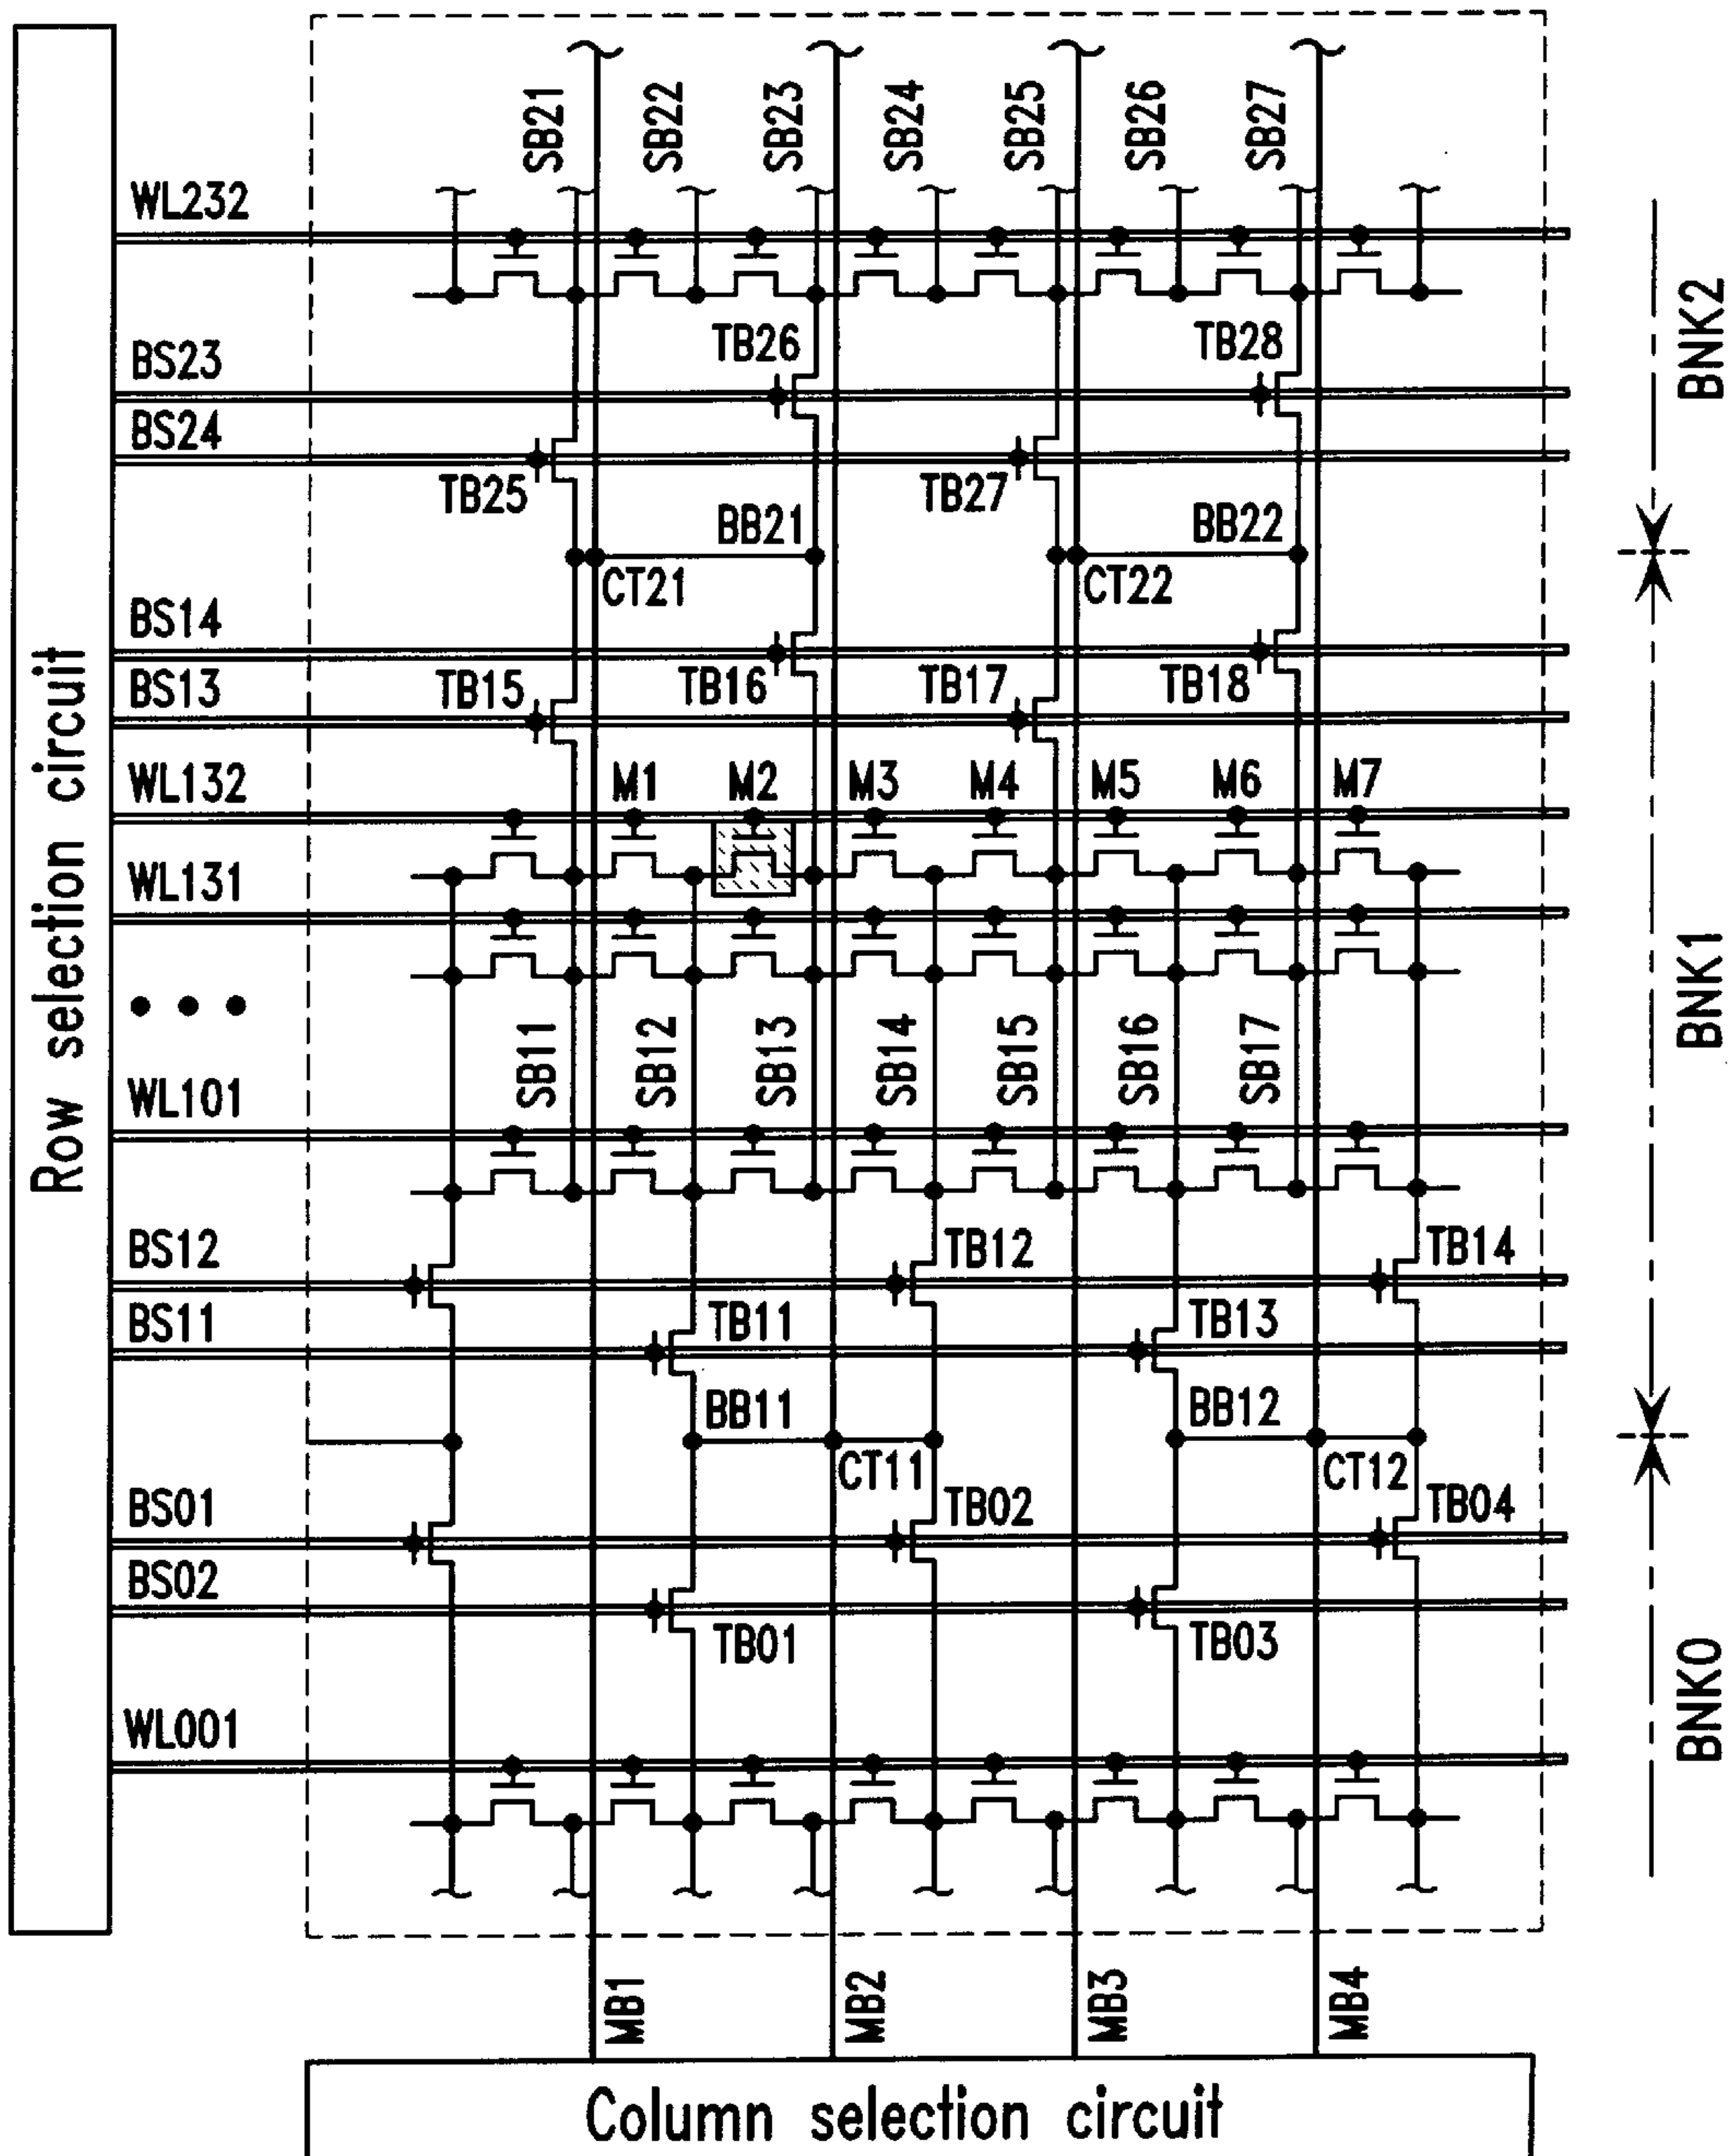 Row selection circuit
SB21
SB22
SB23
SB24
SB25
SB26
SB27
WL232
BNK2
TB26
TB28
BS23
BS24
TB25
TB27
BB21
BB22
CT21
CT22
BS14
BS13
TB15
TB16
TB17
TB18
WL132
M1
M2
M3
M4
M5
M6
M7
WL131
BNK1
SB11
SB12
SB13
SB14
SB15
SB16
SB17
WL101
BS12
TB12
TB14
BS11
TB11
TB13
BB11
BB12
CT11
CT12
BS01
TB02
TB04
BS02
TB01
TB03
BNK0
WL001
MB1
MB2
MB3
MB4
Column selection circuit